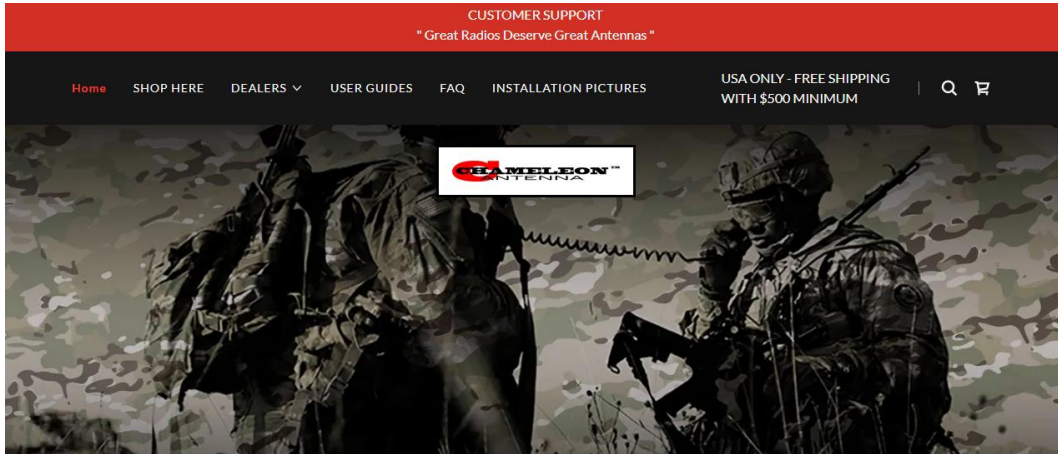 CUSTOMER SUPPORT
" Great Radios Deserve Great Antennas "
Home SHOP HERE DEALERS USER GUIDES FAQ INSTALLATION PICTURES
USA ONLY - FREE SHIPPING
WITH $500 MINIMUM
CHAMELEON™
ANTENNA